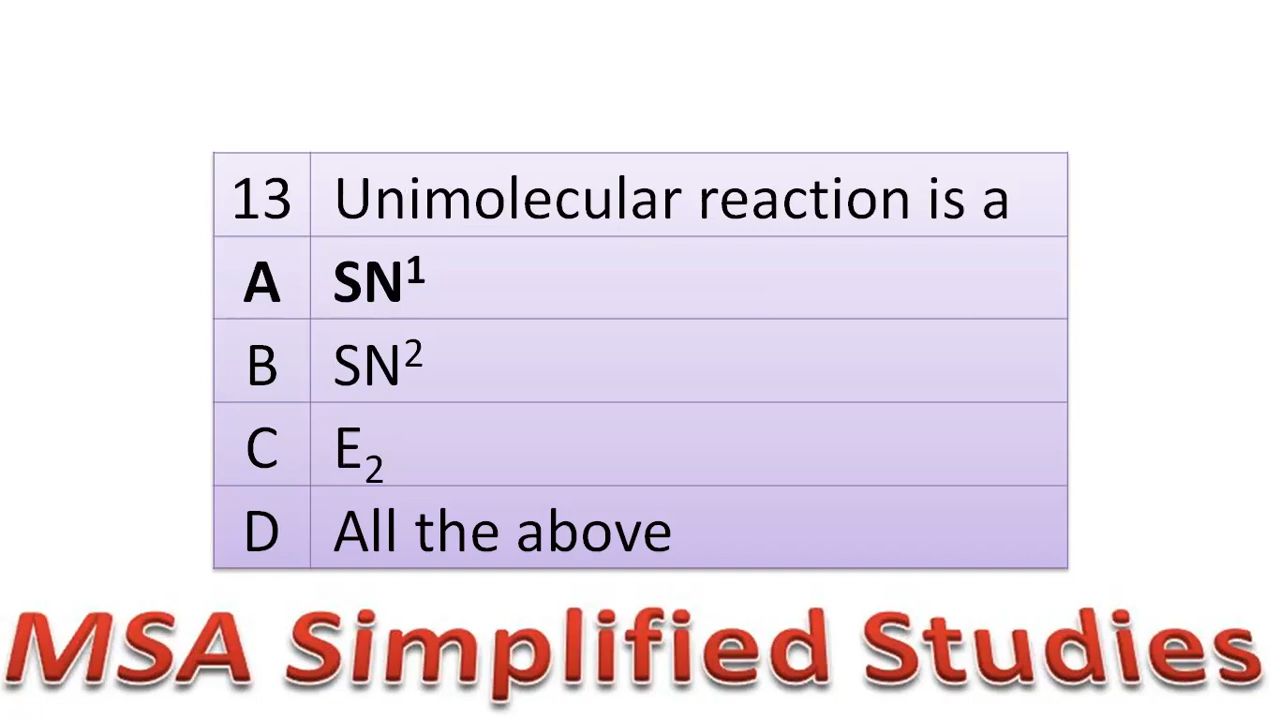 13 Unimolecular reaction is a
A SN¹
B SN²
C E₂
D All the above
MSA Simplified Studies